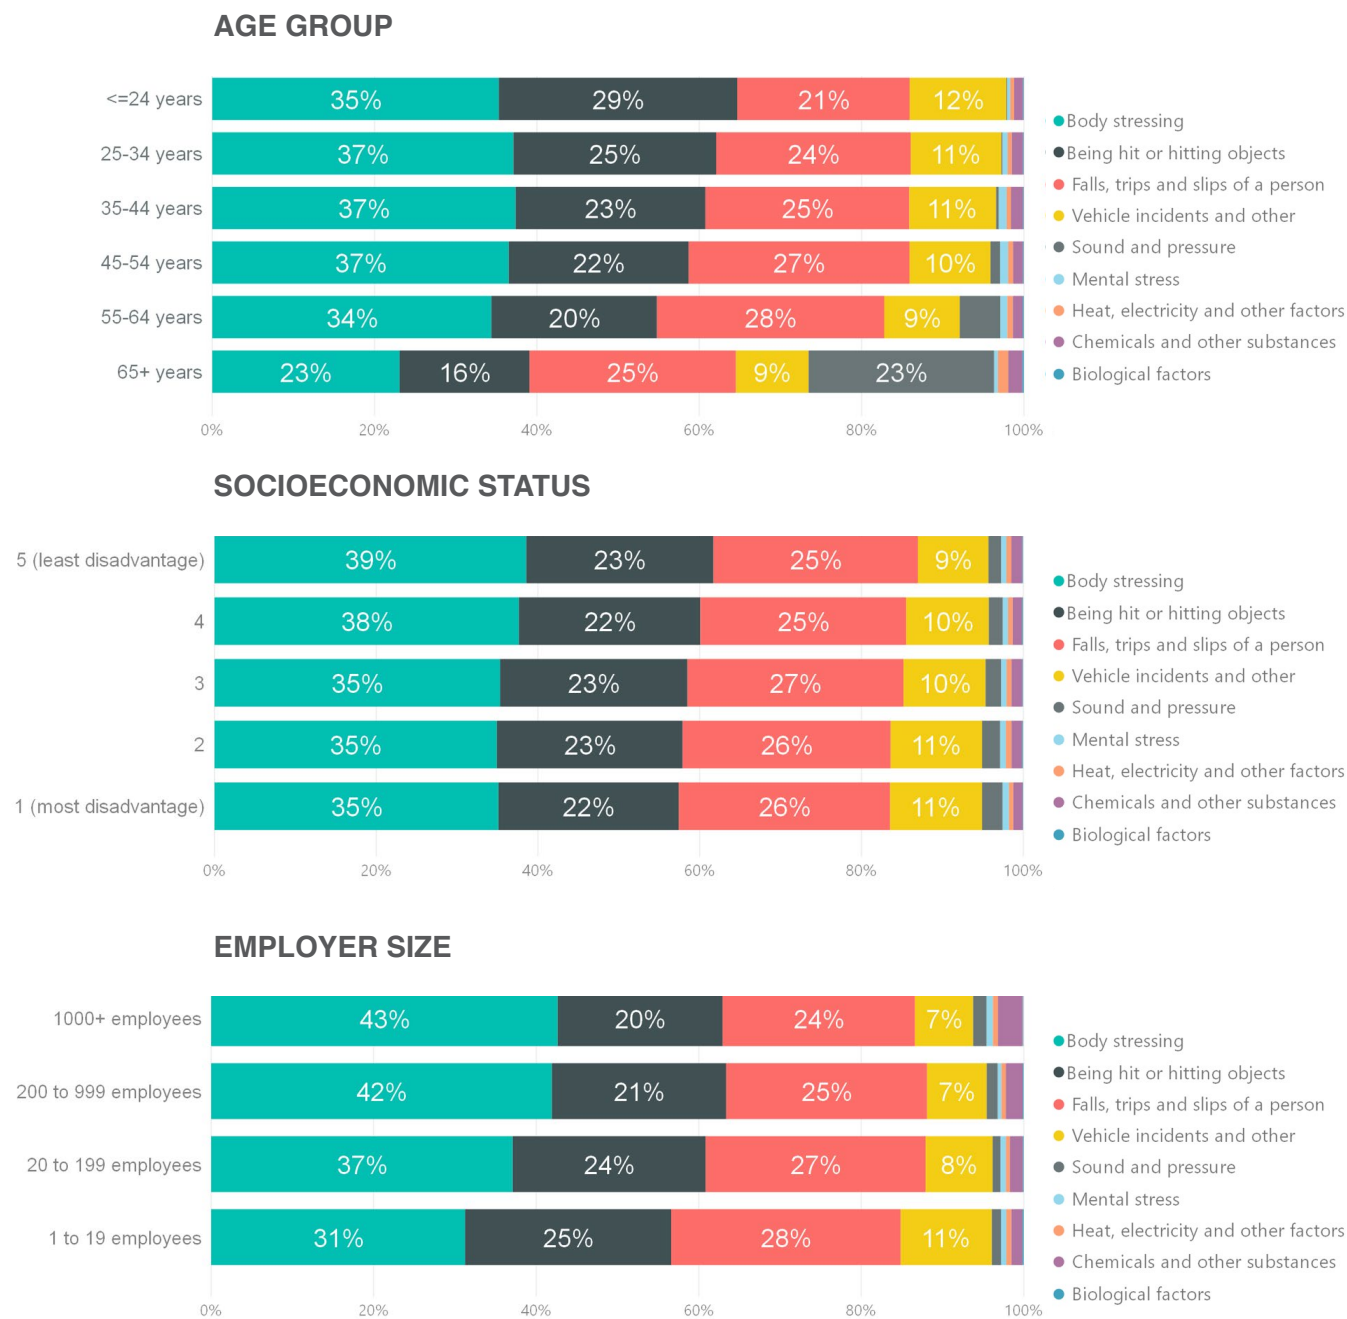 AGE GROUP
<=24 years 35% 29% 21% 12%
25-34 years 37% 25% 24% 11%
35-44 years 37% 23% 25% 11%
45-54 years 37% 22% 27% 10%
55-64 years 34% 20% 28% 9%
65+ years 23% 16% 25% 9% 23%
0% 20% 40% 60% 80% 100%
Body stressing
Being hit or hitting objects
Falls, trips and slips of a person
Vehicle incidents and other
Sound and pressure
Mental stress
Heat, electricity and other factors
Chemicals and other substances
Biological factors
SOCIOECONOMIC STATUS
5 (least disadvantage) 39% 23% 25% 9%
4 38% 22% 25% 10%
3 35% 23% 27% 10%
2 35% 23% 26% 11%
1 (most disadvantage) 35% 22% 26% 11%
0% 20% 40% 60% 80% 100%
Body stressing
Being hit or hitting objects
Falls, trips and slips of a person
Vehicle incidents and other
Sound and pressure
Mental stress
Heat, electricity and other factors
Chemicals and other substances
Biological factors
EMPLOYER SIZE
1000+ employees 43% 20% 24% 7%
200 to 999 employees 42% 21% 25% 7%
20 to 199 employees 37% 24% 27% 8%
1 to 19 employees 31% 25% 28% 11%
0% 20% 40% 60% 80% 100%
Body stressing
Being hit or hitting objects
Falls, trips and slips of a person
Vehicle incidents and other
Sound and pressure
Mental stress
Heat, electricity and other factors
Chemicals and other substances
Biological factors